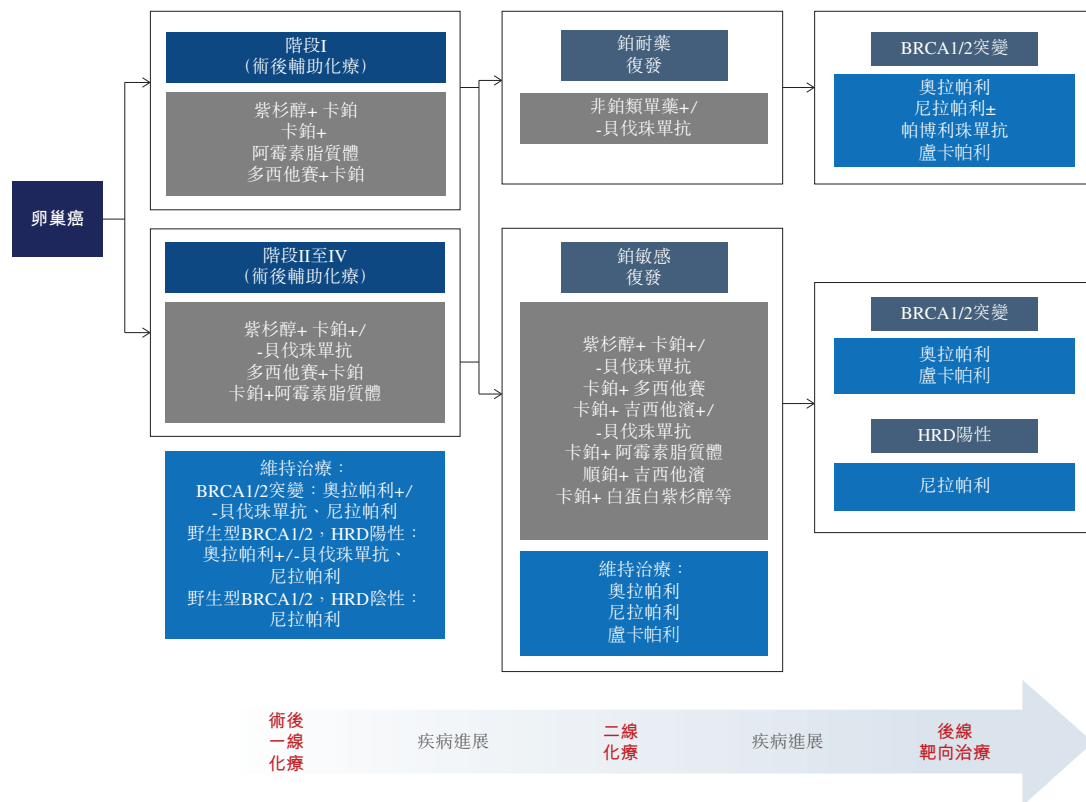 卵巢癌
階段I
(術後輔助化療)
紫杉醇+ 卡鉑
卡鉑+
阿霉素脂質體
多西他賽+卡鉑
階段II至IV
(術後輔助化療)
紫杉醇+ 卡鉑+/
-貝伐珠單抗
多西他賽+卡鉑
卡鉑+阿霉素脂質體
維持治療：
BRCA1/2突變：奧拉帕利+/
-貝伐珠單抗、尼拉帕利
野生型BRCA1/2，HRD陽性：
奧拉帕利+/-貝伐珠單抗、
尼拉帕利
野生型BRCA1/2，HRD陰性：
尼拉帕利
鉑耐藥
復發
非鉑類單藥+/
-貝伐珠單抗
鉑敏感
復發
紫杉醇+ 卡鉑+/
-貝伐珠單抗
卡鉑+ 多西他賽
卡鉑+ 吉西他濱+/
-貝伐珠單抗
卡鉑+ 阿霉素脂質體
順鉑+ 吉西他濱
卡鉑+ 白蛋白紫杉醇等
維持治療：
奧拉帕利
尼拉帕利
盧卡帕利
BRCA1/2突變
奧拉帕利
尼拉帕利±
帕博利珠單抗
盧卡帕利
BRCA1/2突變
奧拉帕利
盧卡帕利
HRD陽性
尼拉帕利
術後
一線
化療
疾病進展
二線
化療
疾病進展
後線
靶向治療